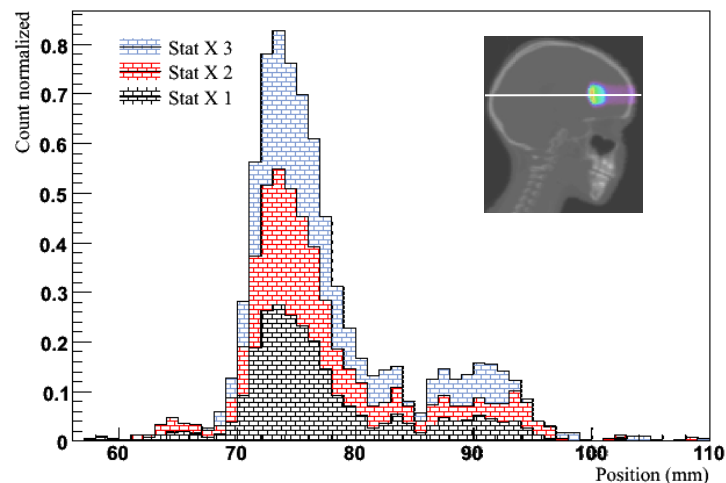 Count normalized
0.8
0.7
0.6
0.5
0.4
0.3
0.2
0.1
0
Stat X 3
Stat X 2
Stat X 1
60 70 80 90 100 110
Position (mm)